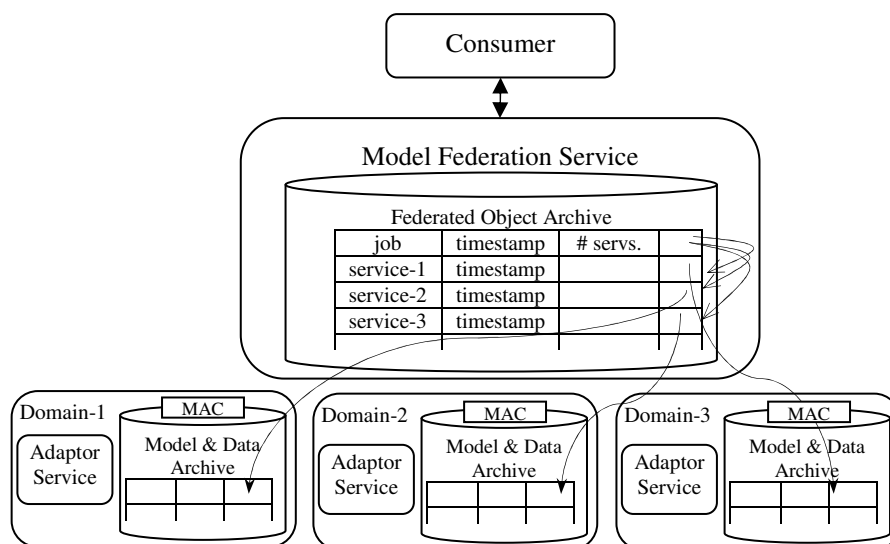 Consumer
Model Federation Service
Federated Object Archive
job timestamp # servs.
service-1 timestamp
service-2 timestamp
service-3 timestamp
Domain-1
MAC
Adaptor
Service
Model & Data
Archive
Domain-2
MAC
Adaptor
Service
Model & Data
Archive
Domain-3
MAC
Adaptor
Service
Model & Data
Archive